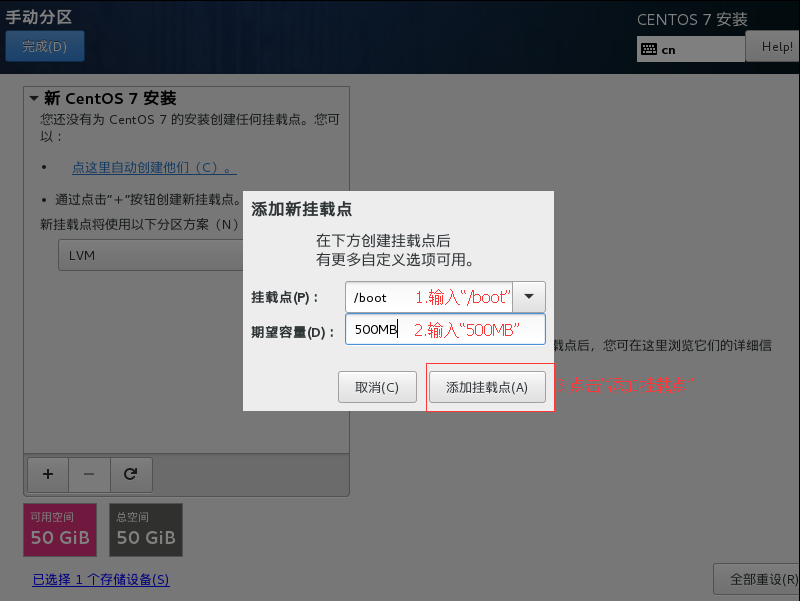 手动分区
CENTOS 7 安装
完成(D)
cn
Help!
新 CentOS 7 安装
您还没有为 CentOS 7 的安装创建任何挂载点。您可
以：
• 点这里自动创建他们（C）。
• 通过点击“+”按钮创建新挂载点。
新挂载点将使用以下分区方案（N）
LVM
添加新挂载点
在下方创建挂载点后
有更多自定义选项可用。
挂载点(P)：
/boot
1.输入“/boot”
期望容量(D)：
500MB
2.输入“500MB”
载点后，您可在这里浏览它们的详细信
取消(C)
添加挂载点(A)
点击“添加挂载点”
+
−
可用空间
50 GiB
总空间
50 GiB
已选择 1 个存储设备(S)
全部重设(R)